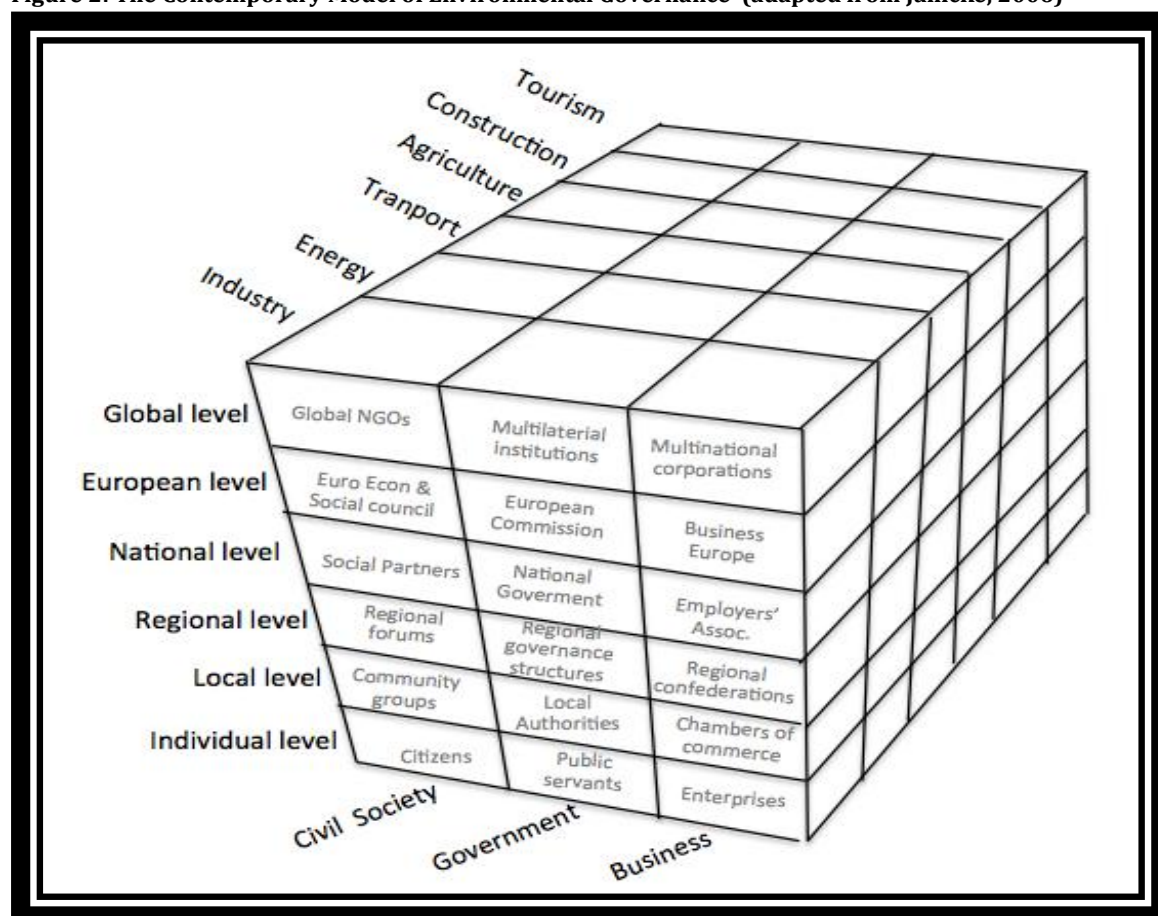 Figure 2: The Contemporary Model of Environmental Governance (adapted from Janicke, 2006)
Tourism
Construction
Agriculture
Tranport
Energy
Industry
Global level
Global NGOs
Multilaterial
institutions
Multinational
corporations
European level
Euro Econ &
Social council
European
Commission
Business
Europe
National level
Social Partners
National
Goverment
Employers'
Assoc.
Regional level
Regional
forums
Regional
governance
structures
Regional
confederations
Local level
Community
groups
Local
Authorities
Chambers of
commerce
Individual level
Citizens
Public
servants
Enterprises
Civil Society
Government
Business